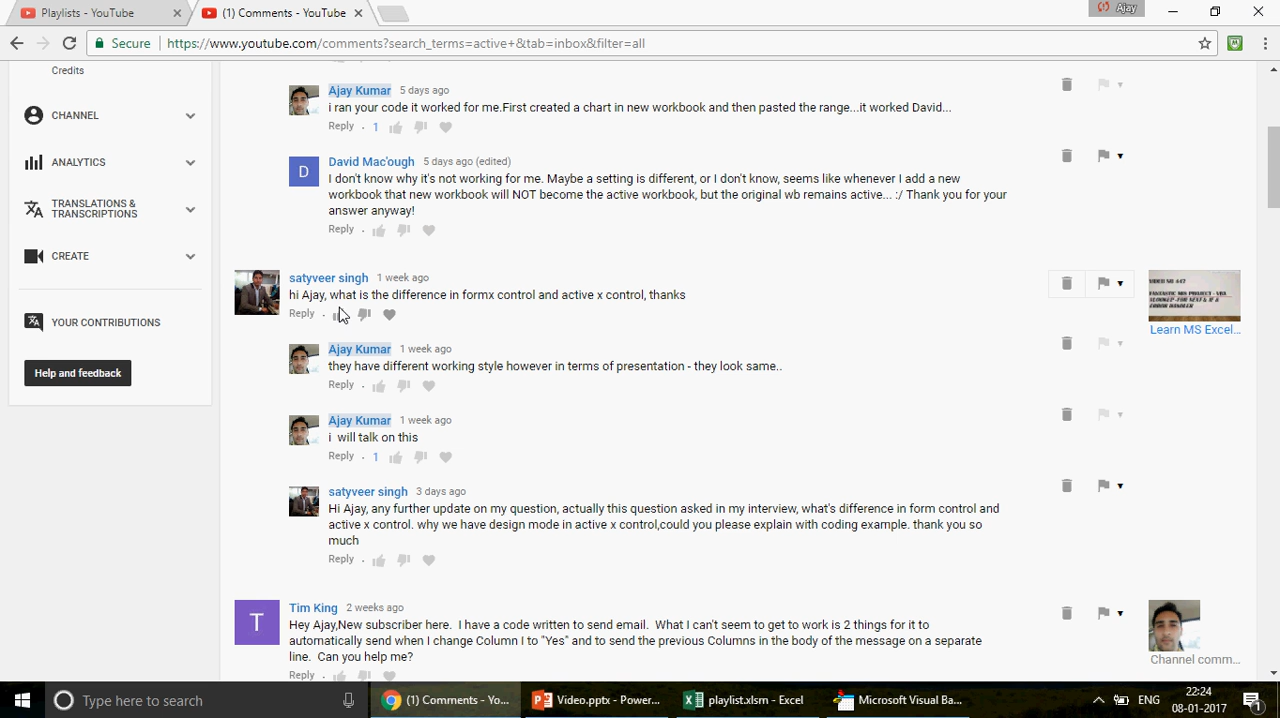 Playlists - YouTube
(1) Comments - YouTube
Ajay
Secure
https://www.youtube.com/comments?search_terms=active+&tab=inbox&filter=all
Credits
CHANNEL
ANALYTICS
TRANSLATIONS &
TRANSCRIPTIONS
CREATE
YOUR CONTRIBUTIONS
Help and feedback
Ajay Kumar 5 days ago
i ran your code it worked for me.First created a chart in new workbook and then pasted the range...it worked David...
Reply . 1
D
David Mac'ough 5 days ago (edited)
I don't know why it's not working for me. Maybe a setting is different, or I don't know, seems like whenever I add a new
workbook that new workbook will NOT become the active workbook, but the original wb remains active... :/ Thank you for your
answer anyway!
Reply .
satyveer singh 1 week ago
hi Ajay, what is the difference in formx control and active x control, thanks
Reply .
VIDEO NO 447
FANTASTIC MIS PROJECT - VBA
VLOOKUP-FOR NEXT & IF &
ERROR HANDLER
Learn MS Excel...
Ajay Kumar 1 week ago
they have different working style however in terms of presentation - they look same..
Reply .
Ajay Kumar 1 week ago
i will talk on this
Reply . 1
satyveer singh 3 days ago
Hi Ajay, any further update on my question, actually this question asked in my interview, what's difference in form control and
active x control. why we have design mode in active x control,could you please explain with coding example. thank you so
much
Reply .
T
Tim King 2 weeks ago
Hey Ajay,New subscriber here. I have a code written to send email. What I can't seem to get to work is 2 things for it to
automatically send when I change Column I to "Yes" and to send the previous Columns in the body of the message on a separate
line. Can you help me?
Reply .
Channel comm...
Type here to search
(1) Comments - Yo...
Video.pptx - Power...
playlist.xlsm - Excel
Microsoft Visual Ba...
ENG
22:24
08-01-2017
1